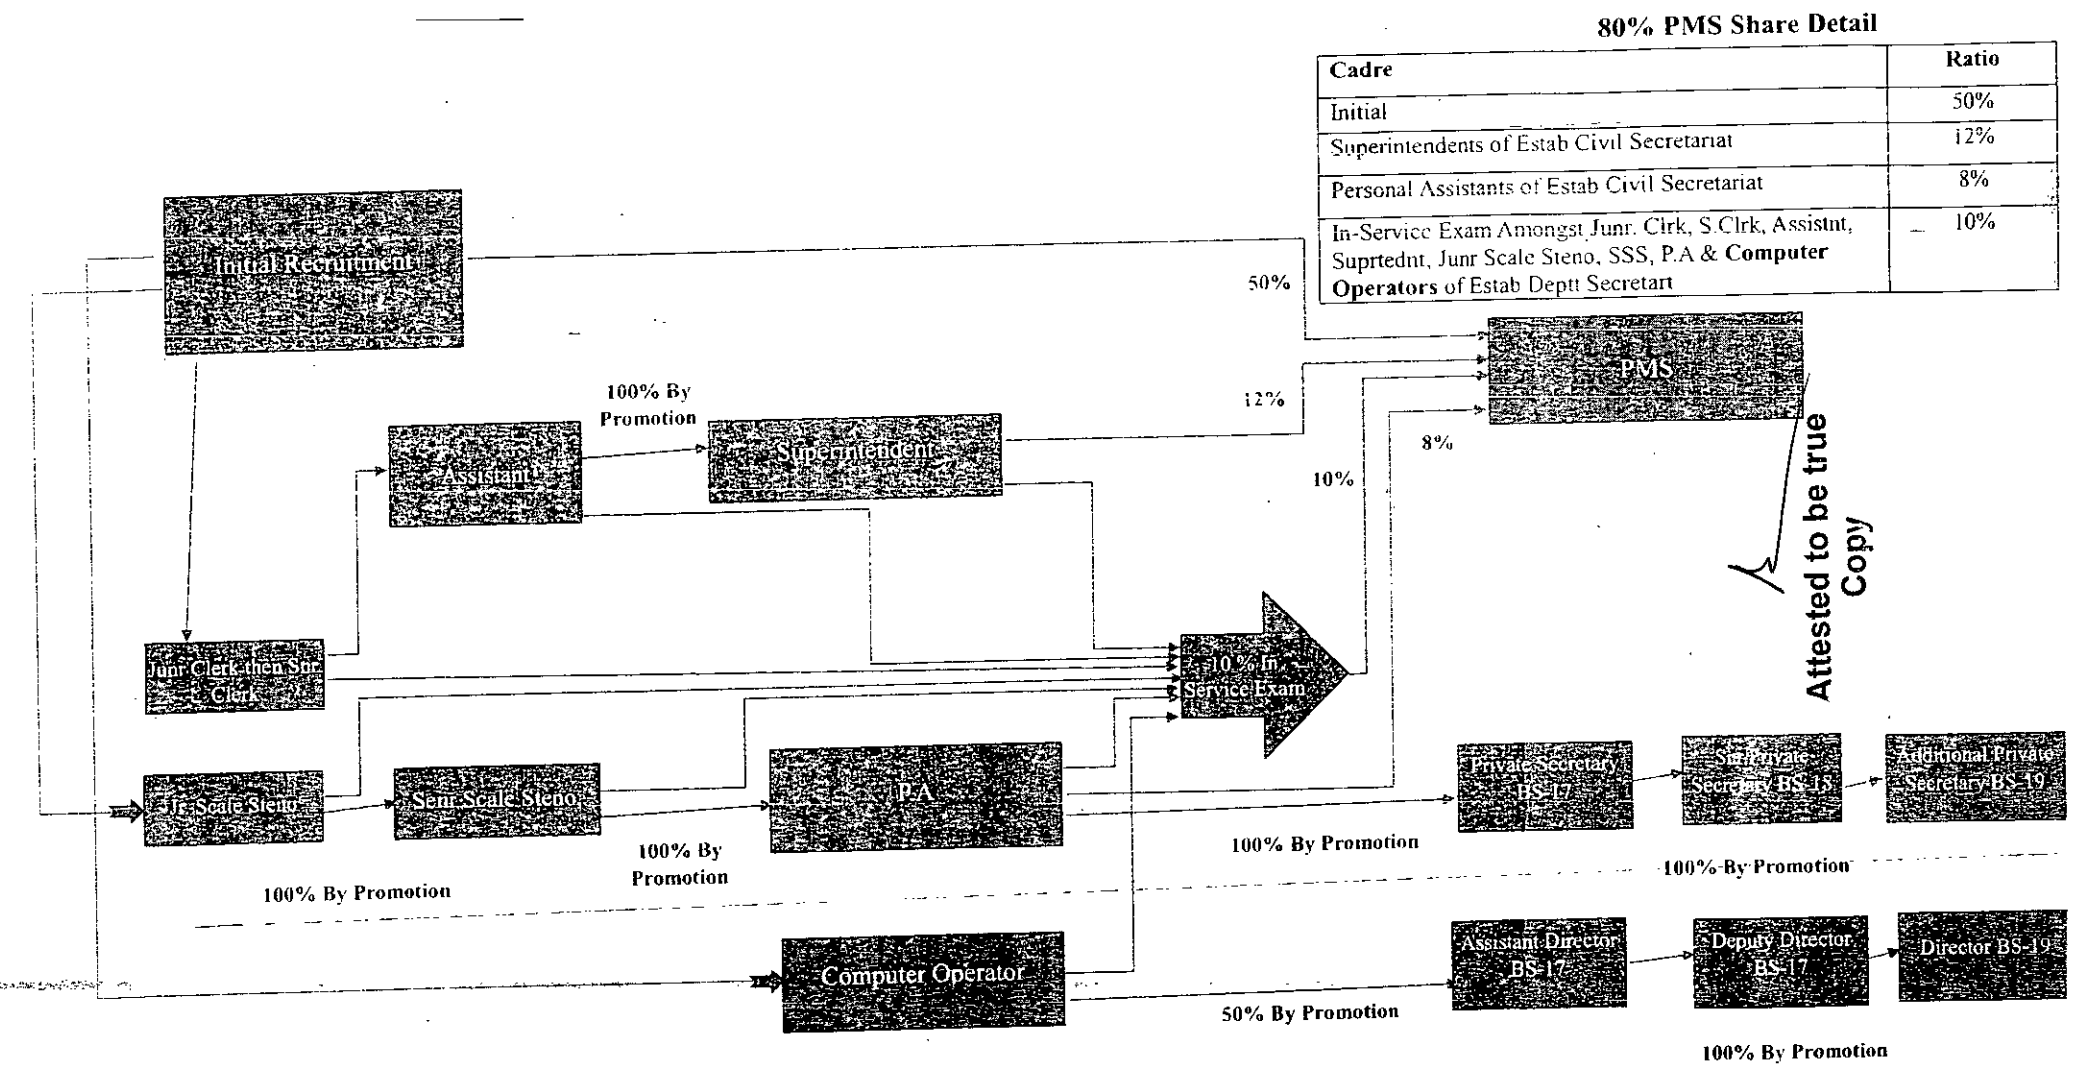 80% PMS Share Detail
Cadre Ratio
Initial 50%
Superintendents of Estab Civil Secretariat 12%
Personal Assistants of Estab Civil Secretariat 8%
In-Service Exam Amongst Junr. Clrk, S.Clrk, Assistnt, 10%
Suprtednt, Junr Scale Steno, SSS, P.A & Computer
Operators of Estab Deptt Secretart
Initial Recruitment
50%
PMS
100% By
Promotion
12%
Assistant
Superintendent
8%
10%
Attested to be true
Copy
Junr Clerk then Snr
Clerk
10 % In
Service Exam
Jr. Scale Steno
Senr Scale Steno
P.A
Private Secretary
BS-17
Snr Private
Secretary BS-18
Additional Private
Secretary BS-19
100% By Promotion
100% By
Promotion
100% By Promotion
100% By Promotion
Computer Operator
Assistant Director
BS-17
Deputy Director
BS-17
Director BS-19
50% By Promotion
100% By Promotion